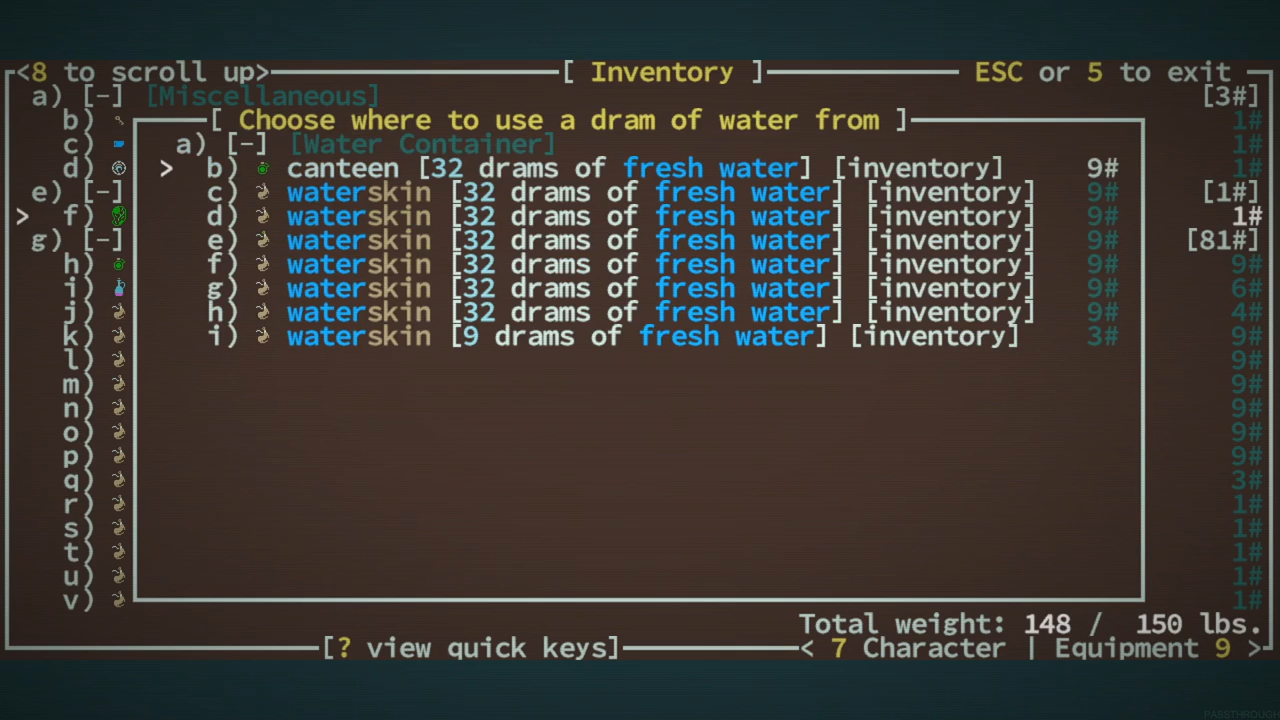 <8 to scroll up> [ Inventory ] ESC or 5 to exit
a) [-] [Miscellaneous] [3#]
b) [ Choose where to use a dram of water from ] 1#
c) a) [-] [Water Container] 1#
d) > b) canteen [32 drams of fresh water] [inventory] 9# 1#
e) [-] c) waterskin [32 drams of fresh water] [inventory] 9# [1#]
> f) d) waterskin [32 drams of fresh water] [inventory] 9# 1#
g) [-] e) waterskin [32 drams of fresh water] [inventory] 9# [81#]
h) f) waterskin [32 drams of fresh water] [inventory] 9# 9#
i) g) waterskin [32 drams of fresh water] [inventory] 9# 6#
j) h) waterskin [32 drams of fresh water] [inventory] 9# 4#
k) i) waterskin [9 drams of fresh water] [inventory] 3# 9#
l) 9#
m) 9#
n) 9#
o) 9#
p) 9#
q) 3#
r) 1#
s) 1#
t) 1#
u) 1#
v) 1#
Total weight: 148 / 150 lbs.
[? view quick keys] < 7 Character | Equipment 9 >
PASSTHROUGH